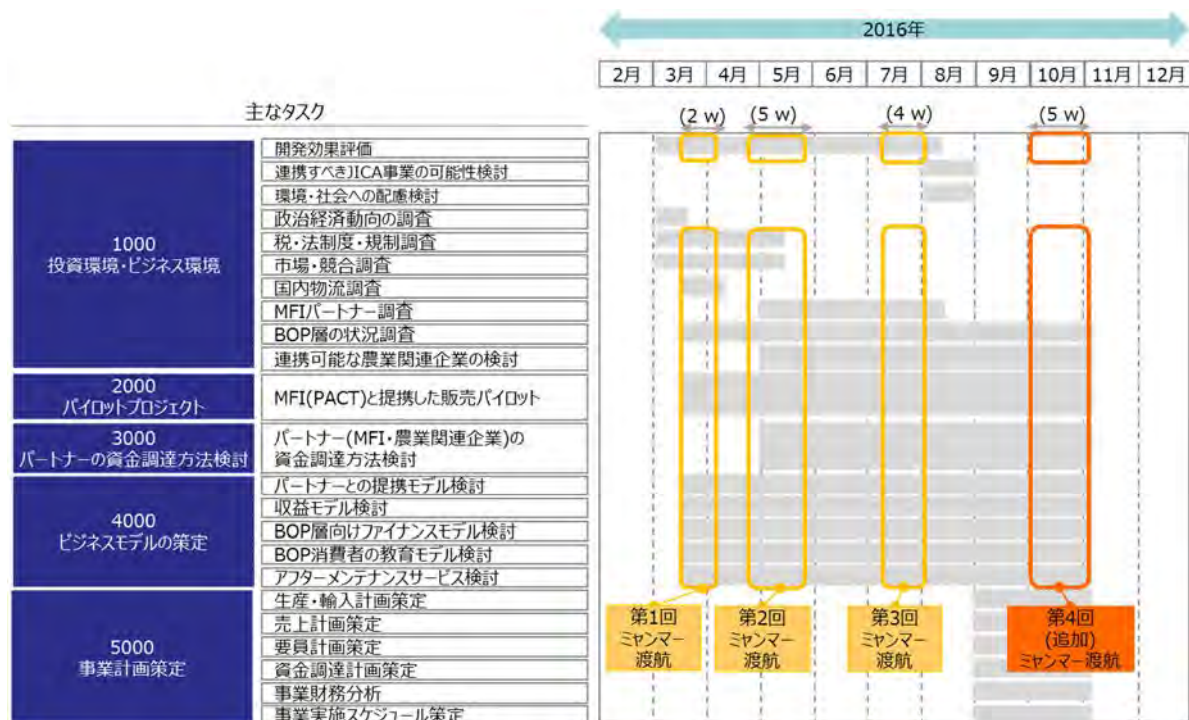 2016年
2月 3月 4月 5月 6月 7月 8月 9月 10月 11月 12月
主なタスク
(2 w) (5 w) (4 w) (5 w)
1000
投資環境・ビジネス環境
開発効果評価
連携すべきJICA事業の可能性検討
環境・社会への配慮検討
政治経済動向の調査
税・法制度・規制調査
市場・競合調査
国内物流調査
MFIパートナー調査
BOP層の状況調査
連携可能な農業関連企業の検討
2000
パイロットプロジェクト
MFI(PACT)と提携した販売パイロット
3000
パートナーの資金調達方法検討
パートナー(MFI・農業関連企業)の
資金調達方法検討
4000
ビジネスモデルの策定
パートナーとの提携モデル検討
収益モデル検討
BOP層向けファイナンスモデル検討
BOP消費者の教育モデル検討
アフターメンテナンスサービス検討
5000
事業計画策定
生産・輸入計画策定
売上計画策定
要員計画策定
資金調達計画策定
事業財務分析
事業実施スケジュール策定
第1回
ミャンマー
渡航
第2回
ミャンマー
渡航
第3回
ミャンマー
渡航
第4回
(追加)
ミャンマー渡航